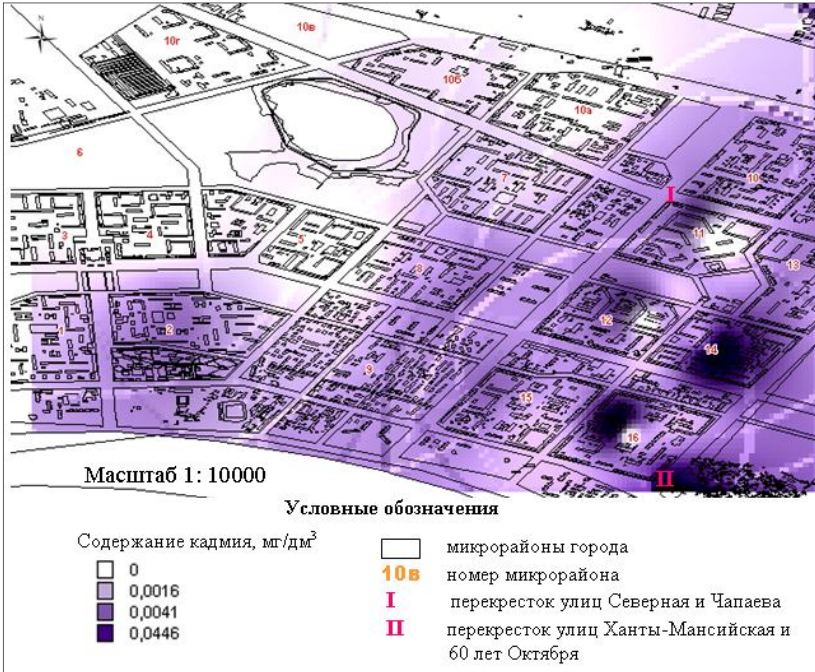 N
10г
10в
10б
10а
6
7
I
10
11
3
4
5
8
13
1
2
12
14
9
15
16
II
Масштаб 1: 10000
Условные обозначения
Содержание кадмия, мг/дм³
0
0,0016
0,0041
0,0446
микрорайоны города
10в номер микрорайона
I перекресток улиц Северная и Чапаева
II перекресток улиц Ханты-Мансийская и
60 лет Октября